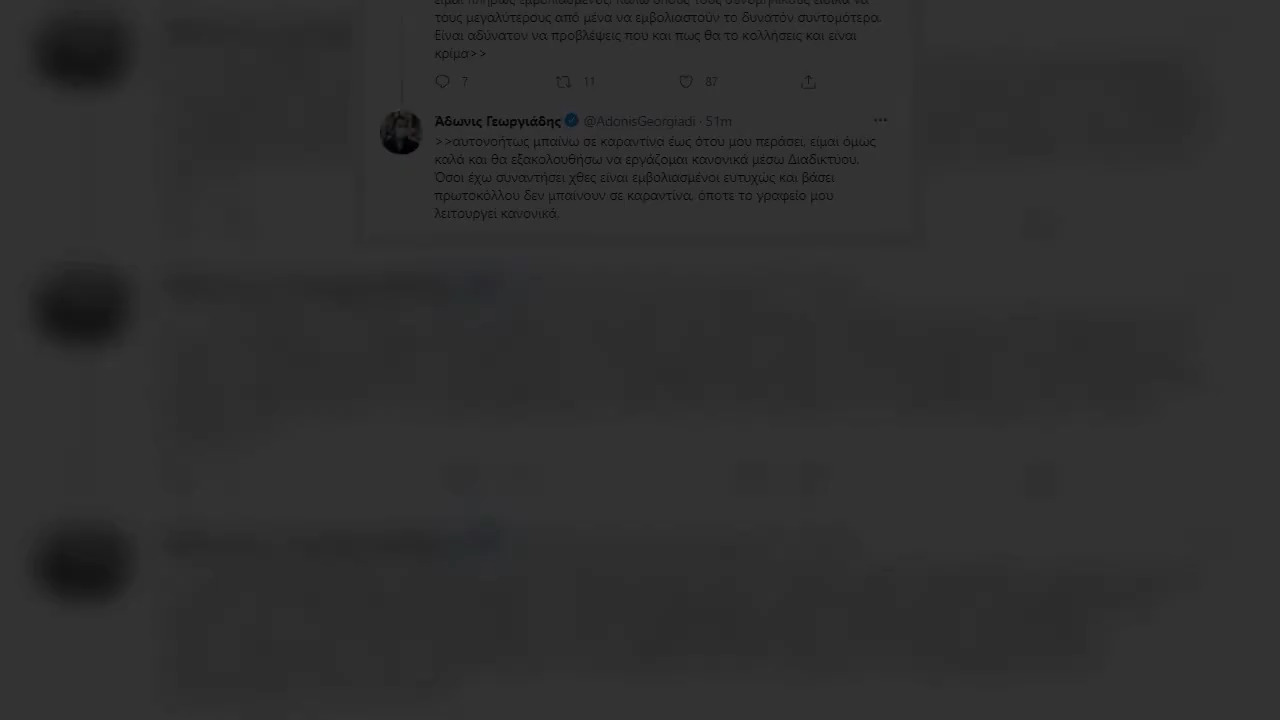 τους μεγαλύτερους από μένα να εμβολιαστούν το δυνατόν συντομότερα.
Είναι αδύνατον να προβλέψεις που και πως θα το κολλήσεις και είναι
κρίμα>>
7 11 87
Άδωνις Γεωργιάδης @AdonisGeorgiadi · 51m
>>αυτονοήτως μπαίνω σε καραντίνα έως ότου μου περάσει, είμαι όμως
καλά και θα εξακολουθήσω να εργάζομαι κανονικά μέσω Διαδικτύου.
Όσοι έχω συναντήσει χθες είναι εμβολιασμένοι ευτυχώς και βάσει
πρωτοκόλλου δεν μπαίνουν σε καραντίνα, όποτε το γραφείο μου
λειτουργεί κανονικά.